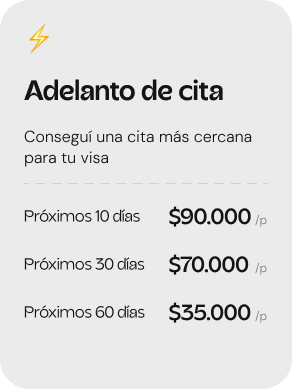 Adelanto de cita
Conseguí una cita más cercana
para tu visa
Próximos 10 días $90.000 /p
Próximos 30 días $70.000 /p
Próximos 60 días $35.000 /p